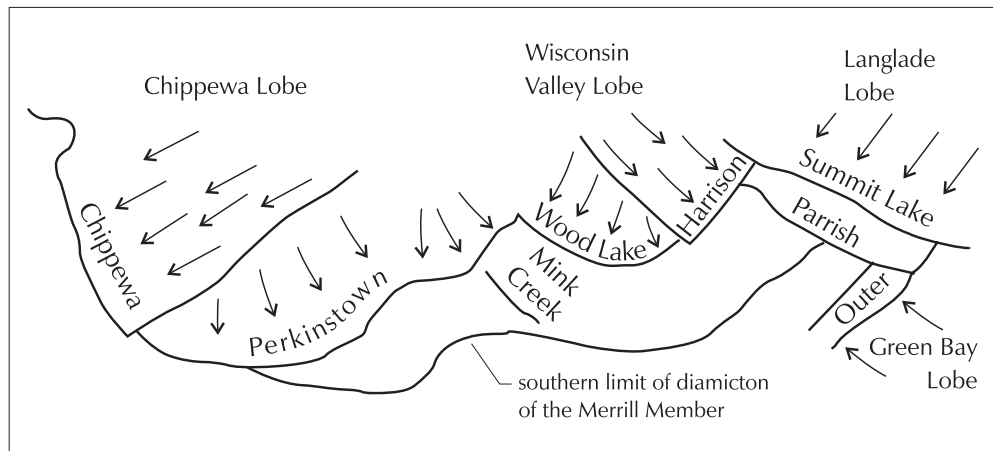 Chippewa Lobe
Wisconsin
Valley Lobe
Langlade
Lobe
Chippewa
Perkinstown
Wood Lake
Mink
Creek
Harrison
Summit Lake
Parrish
Outer
Green Bay
Lobe
southern limit of diamicton
of the Merrill Member